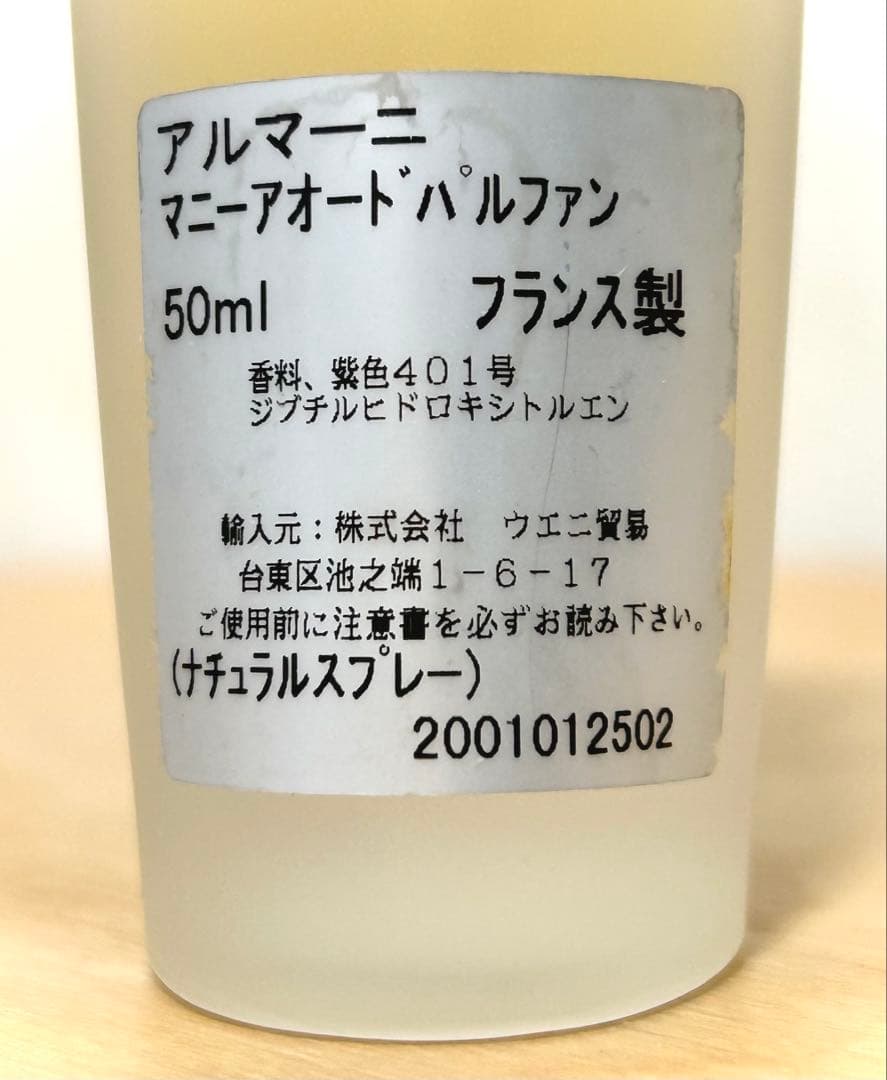 アルマーニ
マニーアオードパルファン
50ml フランス製
香料、紫色401号
ジブチルヒドロキシトルエン
輸入元：株式会社 ウエニ貿易
台東区池之端1-6-17
ご使用前に注意書を必ずお読み下さい。
(ナチュラルスプレー)
2001012502